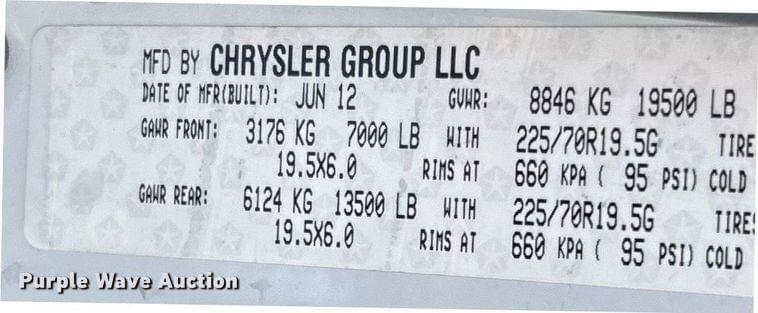 MFD BY CHRYSLER GROUP LLC
DATE OF MFR(BUILT): JUN 12 GVWR: 8846 KG 19500 LB
GAWR FRONT: 3176 KG 7000 LB WITH 225/70R19.5G TIRE
19.5X6.0 RIMS AT 660 KPA ( 95 PSI) COLD
GAWR REAR: 6124 KG 13500 LB WITH 225/70R19.5G TIRES
19.5X6.0 RIMS AT 660 KPA ( 95 PSI) COLD
Purple Wave Auction